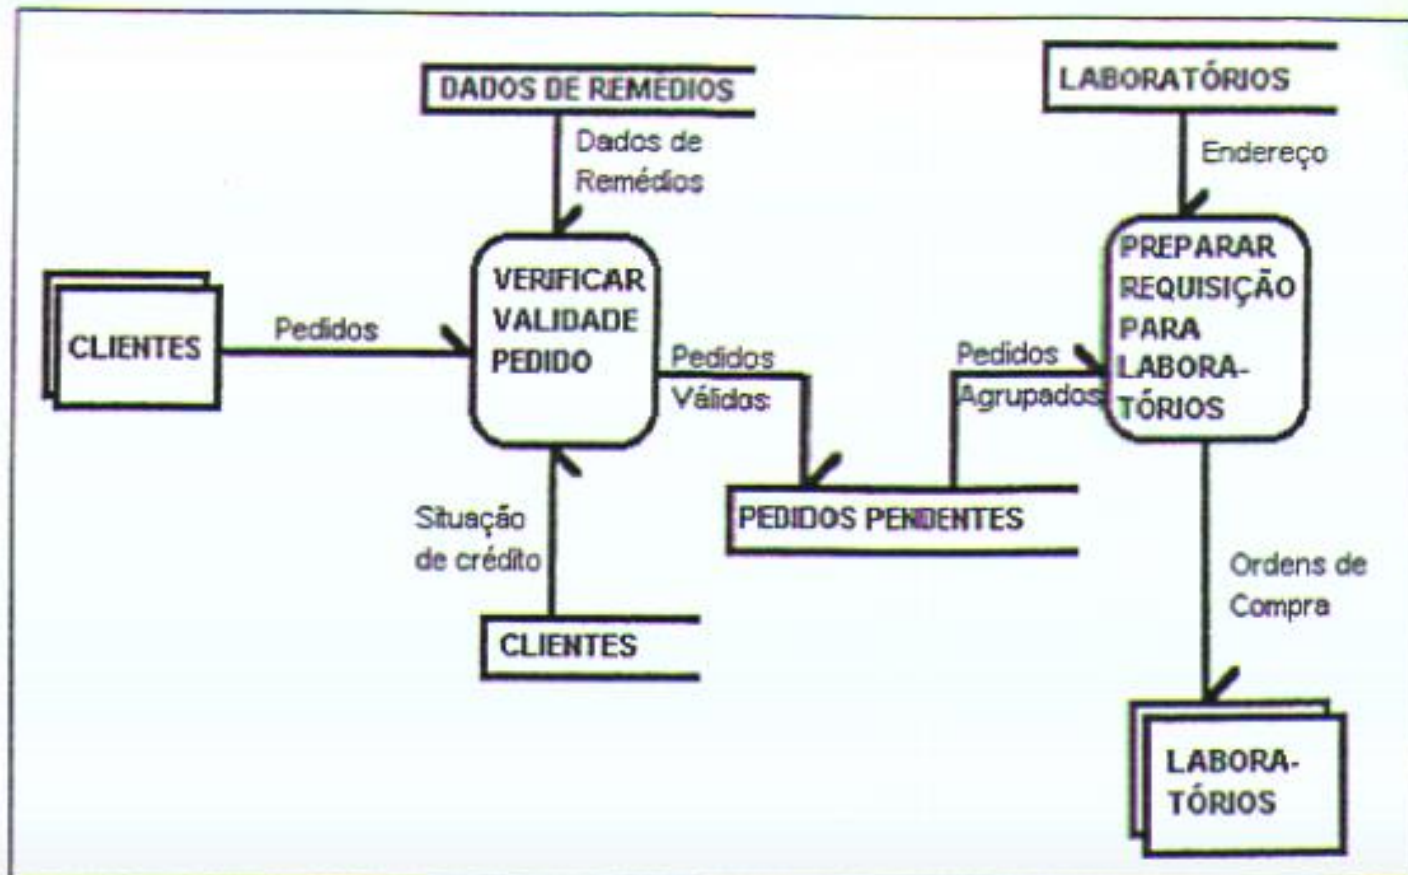 DADOS DE REMÉDIOS
Dados de
Remédios
CLIENTES
Pedidos
VERIFICAR
VALIDADE
PEDIDO
Pedidos
Válidos
Situação
de crédito
CLIENTES
PEDIDOS PENDENTES
Pedidos
Agrupados
LABORATÓRIOS
Endereço
PREPARAR
REQUISIÇÃO
PARA
LABORA-
TÓRIOS
Ordens de
Compra
LABORA-
TÓRIOS